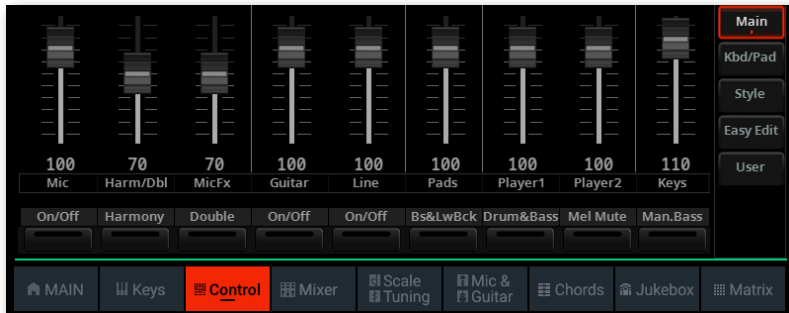 Main
Kbd/Pad
Style
Easy Edit
User
100 70 70 100 100 100 100 100 110
Mic Harm/Dbl MicFx Guitar Line Pads Player1 Player2 Keys
On/Off Harmony Double On/Off On/Off Bs&LwBck Drum&Bass Mel Mute Man.Bass
MAIN Keys Control Mixer Scale Tuning Mic & Guitar Chords Jukebox Matrix